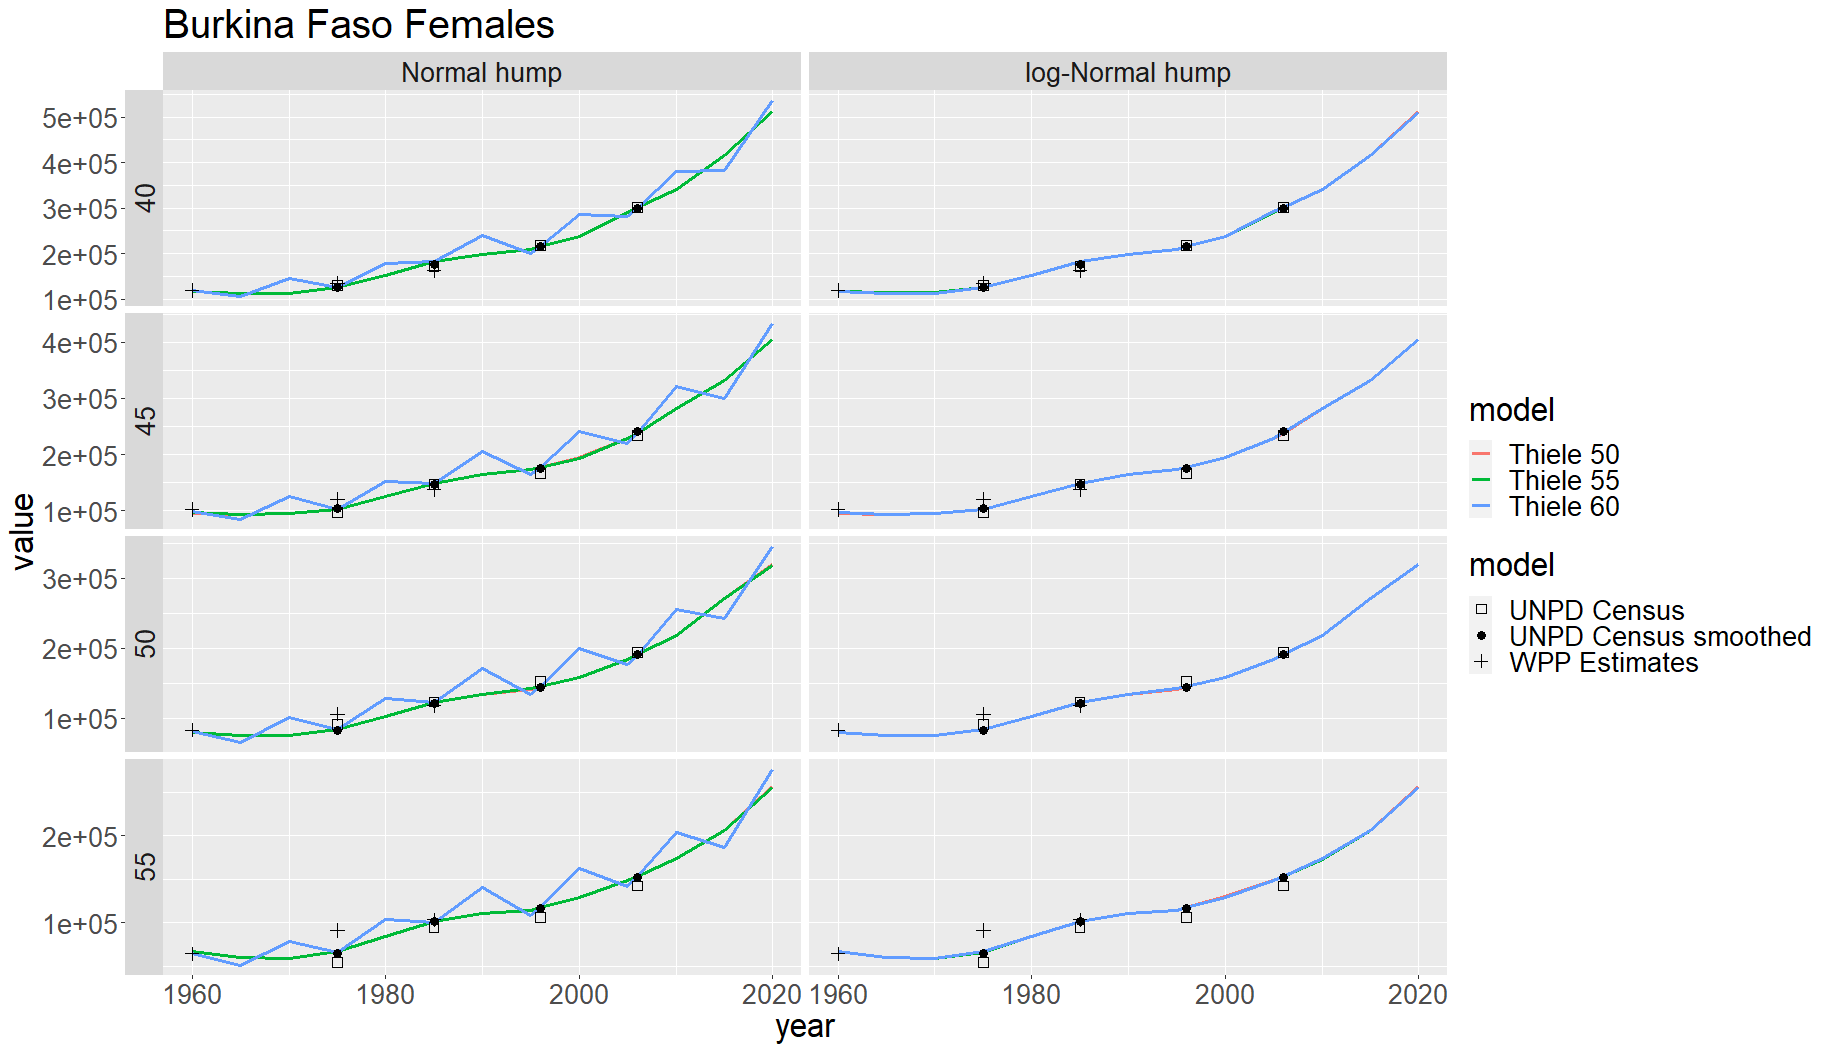 Burkina Faso Females
Normal hump
log-Normal hump
5e+05
4e+05
3e+05
2e+05
1e+05
40
4e+05
3e+05
2e+05
1e+05
45
3e+05
2e+05
1e+05
50
2e+05
1e+05
55
value
1960 1980 2000 2020 1960 1980 2000 2020
year
model
Thiele 50
Thiele 55
Thiele 60
model
UNPD Census
UNPD Census smoothed
WPP Estimates